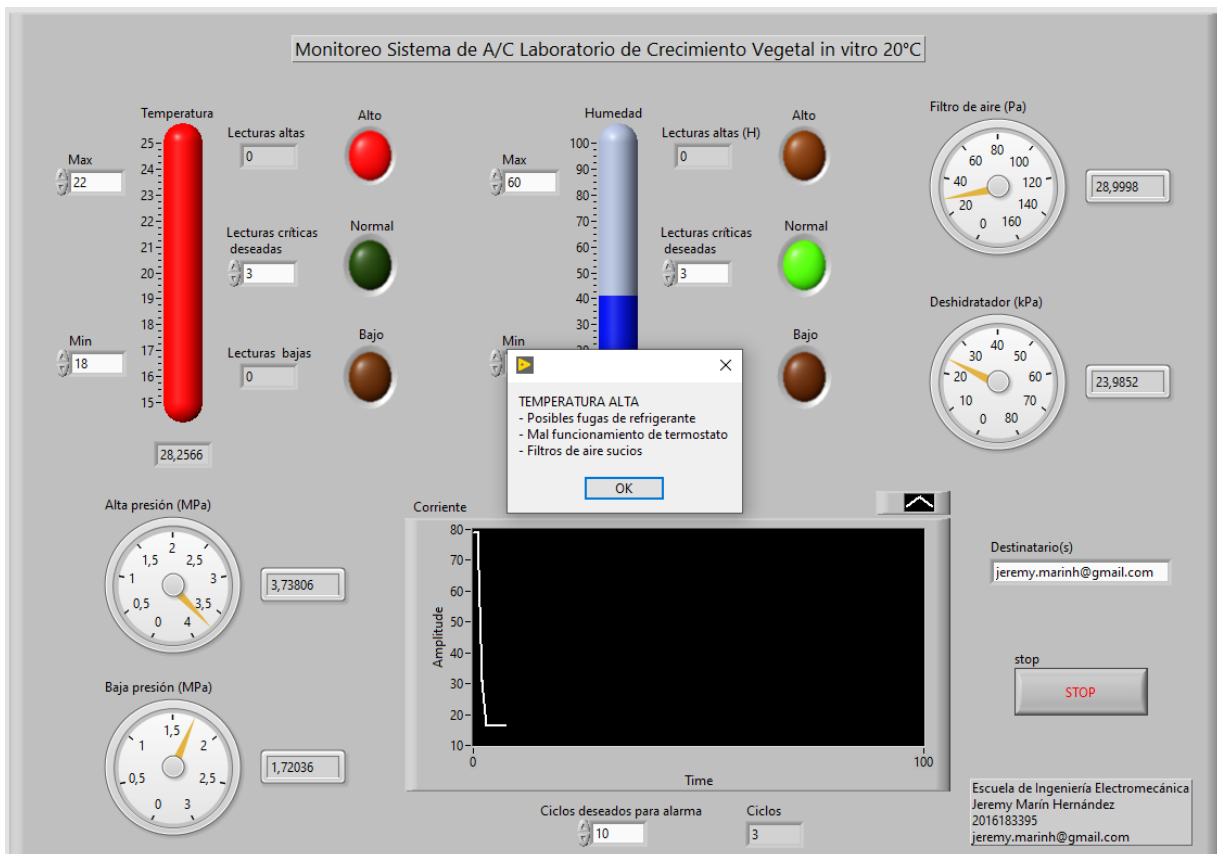 Monitoreo Sistema de A/C Laboratorio de Crecimiento Vegetal in vitro 20°C
Temperatura
Max
22
Min
18
25
24
23
22
21
20
19
18
17
16
15
28,2566
Lecturas altas
0
Lecturas críticas
deseadas
3
Lecturas bajas
0
Alto
Normal
Bajo
Humedad
Max
60
Min
100
90
80
70
60
50
40
30
Lecturas altas (H)
0
Lecturas críticas
deseadas
3
Alto
Normal
Bajo
Filtro de aire (Pa)
0
20
40
60
80
100
120
140
160
28,9998
Deshidratador (kPa)
0
10
20
30
40
50
60
70
80
23,9852
TEMPERATURA ALTA
- Posibles fugas de refrigerante
- Mal funcionamiento de termostato
- Filtros de aire sucios
OK
Alta presión (MPa)
0
0,5
1
1,5
2
2,5
3
3,5
4
3,73806
Baja presión (MPa)
0
0,5
1
1,5
2
2,5
3
1,72036
Corriente
Amplitude
80
70
60
50
40
30
20
10
0
100
Time
Ciclos deseados para alarma
10
Ciclos
3
Destinatario(s)
jeremy.marinh@gmail.com
stop
STOP
Escuela de Ingeniería Electromecánica
Jeremy Marín Hernández
2016183395
jeremy.marinh@gmail.com